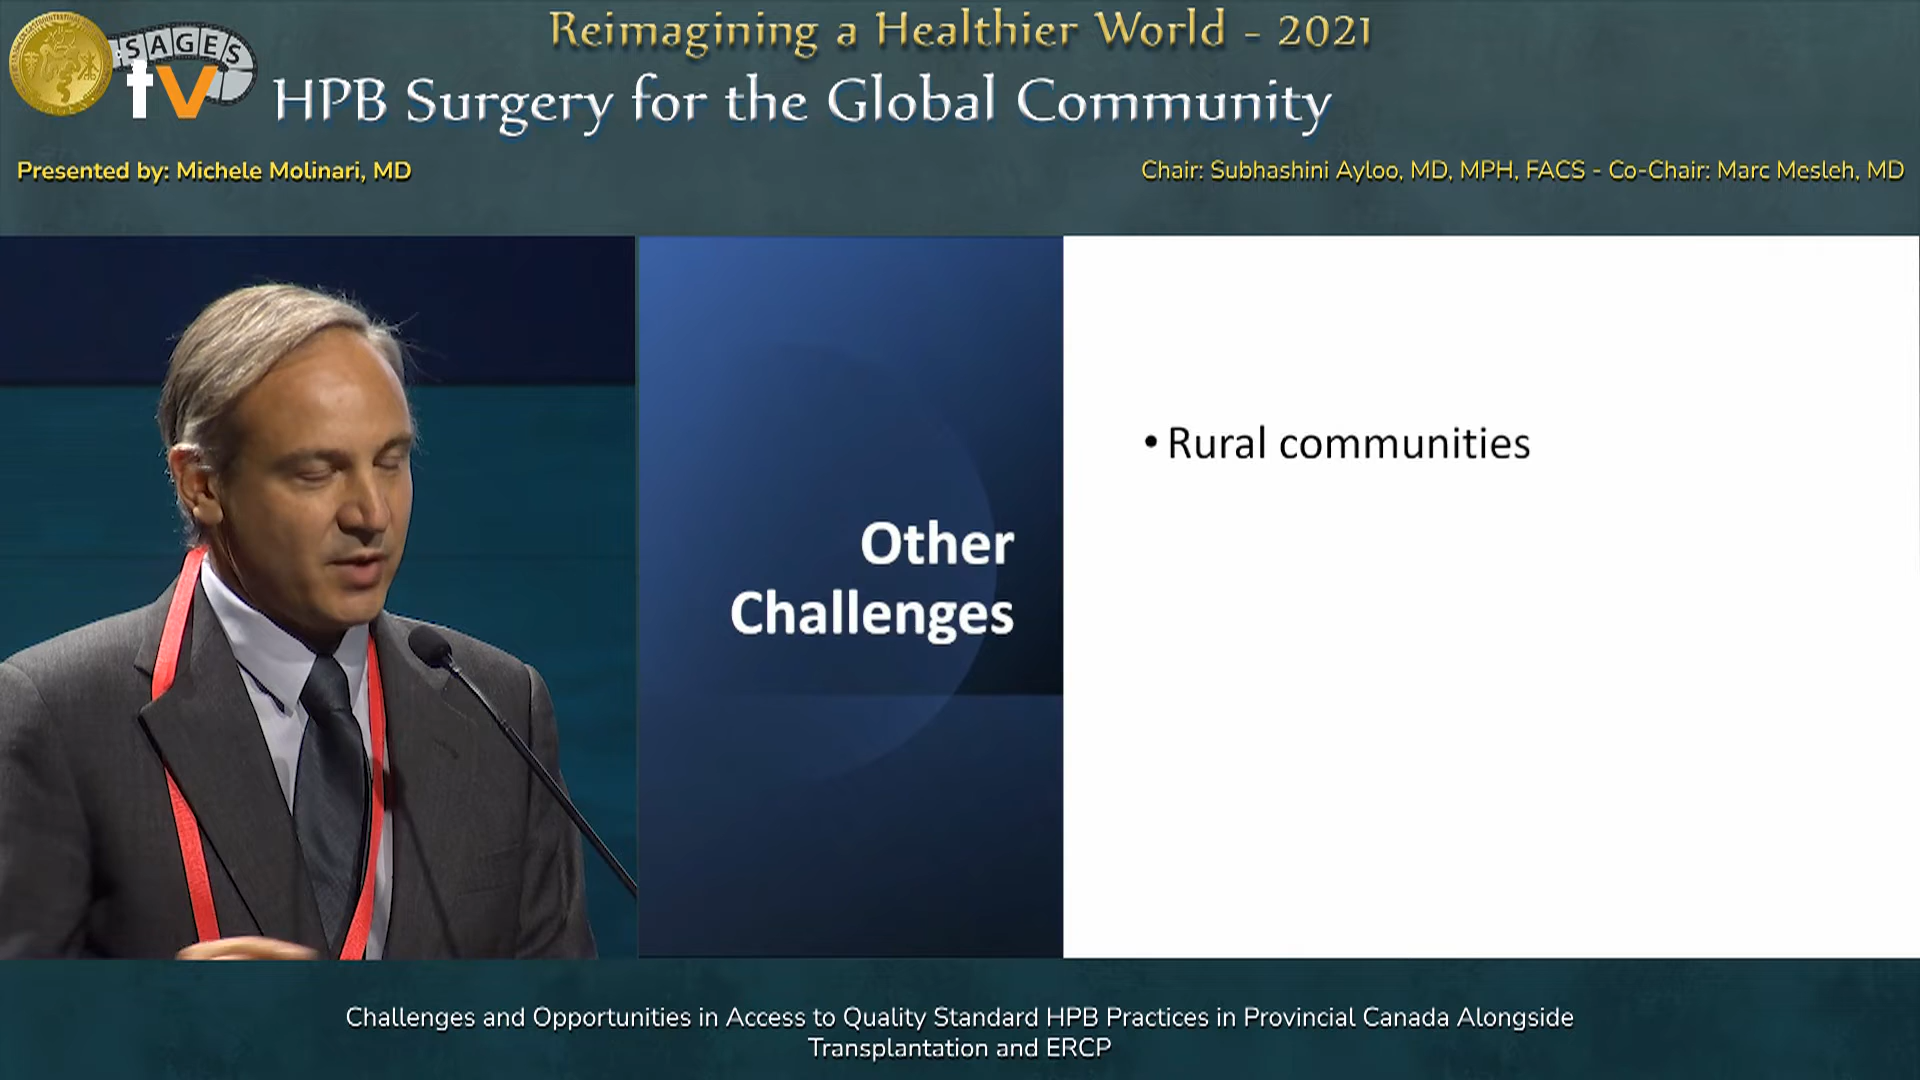 Reimagining a Healthier World - 2021
SAGES
tv
HPB Surgery for the Global Community
Presented by: Michele Molinari, MD
Chair: Subhashini Ayloo, MD, MPH, FACS - Co-Chair: Marc Mesleh, MD
Other
Challenges
• Rural communities
Challenges and Opportunities in Access to Quality Standard HPB Practices in Provincial Canada Alongside
Transplantation and ERCP